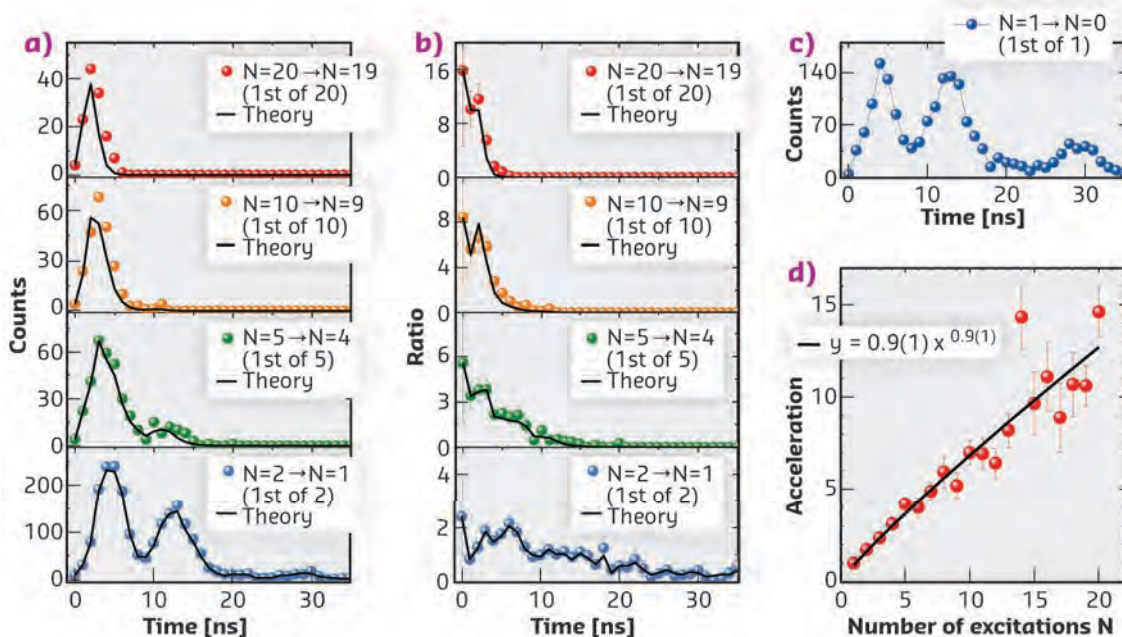 a)
N=20→N=19
(1st of 20)
Theory
40
20
0
N=10→N=9
(1st of 10)
Theory
60
30
0
N=5→N=4
(1st of 5)
Theory
60
30
0
N=2→N=1
(1st of 2)
Theory
200
100
0
0 10 20 30
Counts
Time [ns]
b)
N=20→N=19
(1st of 20)
Theory
16
8
0
N=10→N=9
(1st of 10)
Theory
8
4
0
N=5→N=4
(1st of 5)
Theory
6
3
0
N=2→N=1
(1st of 2)
Theory
4
2
0
0 10 20 30
Ratio
Time [ns]
c)
N=1→N=0
(1st of 1)
140
70
0
0 10 20 30
Counts
Time [ns]
d)
y = 0.9(1) x^0.9(1)
15
10
5
1
0 5 10 15 20
Acceleration
Number of excitations N